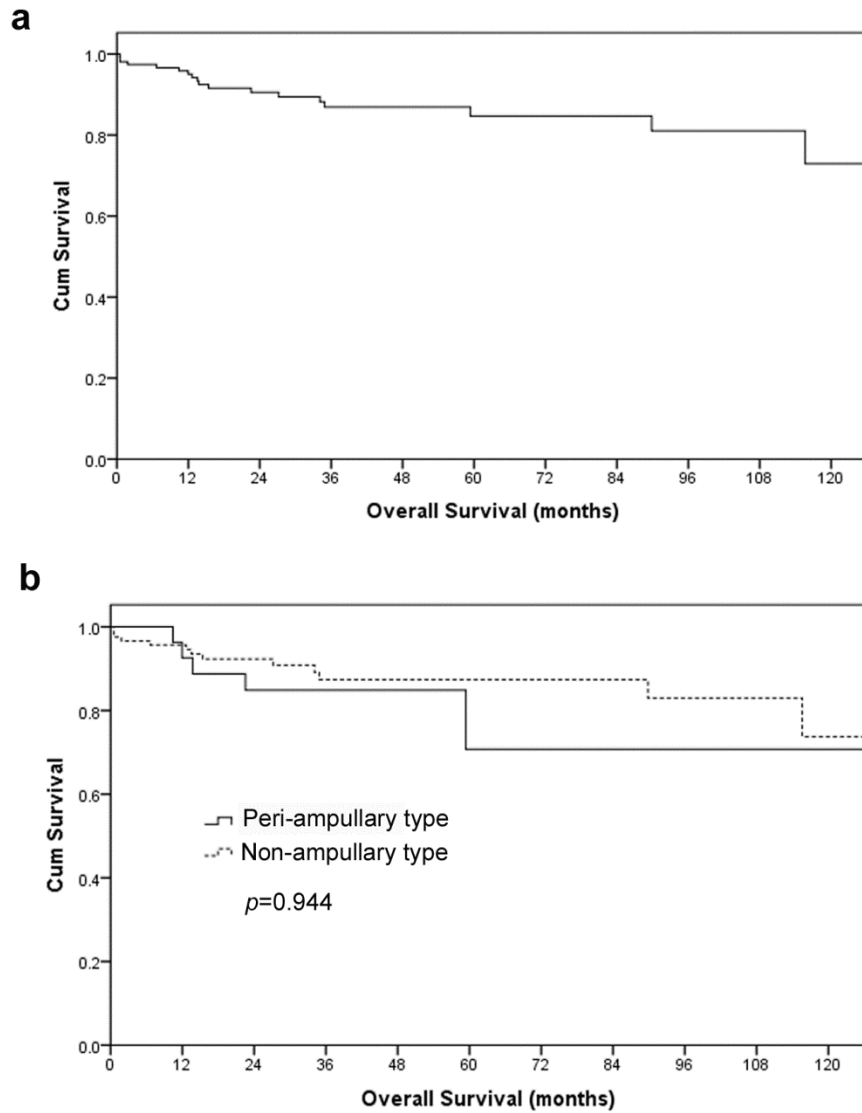 a
1.0
0.8
0.6
0.4
0.2
0.0
Cum Survival
0 12 24 36 48 60 72 84 96 108 120
Overall Survival (months)
b
1.0
0.8
0.6
0.4
0.2
0.0
Cum Survival
Peri-ampullary type
Non-ampullary type
p=0.944
0 12 24 36 48 60 72 84 96 108 120
Overall Survival (months)